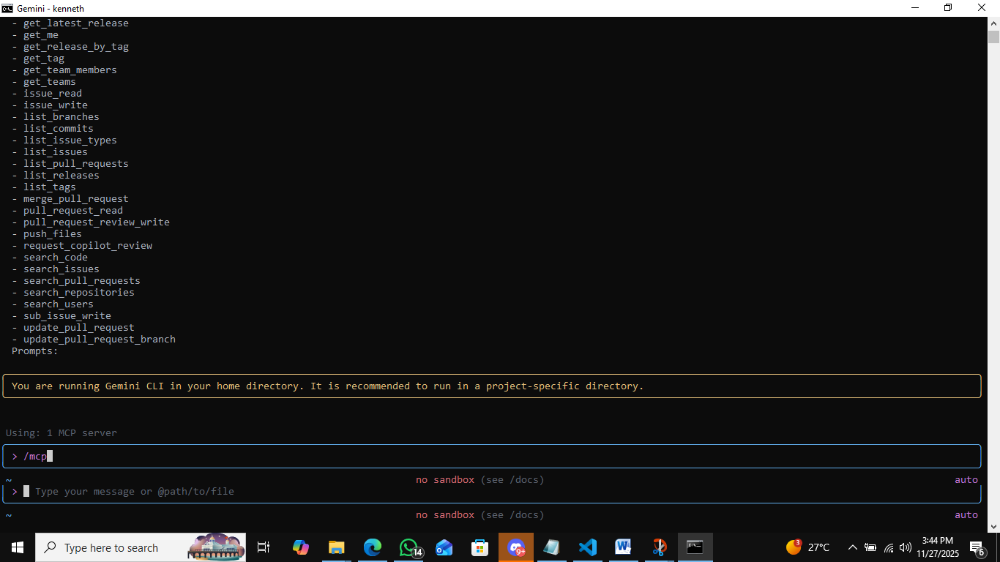 Gemini - kenneth
- get_latest_release
- get_me
- get_release_by_tag
- get_tag
- get_team_members
- get_teams
- issue_read
- issue_write
- list_branches
- list_commits
- list_issue_types
- list_issues
- list_pull_requests
- list_releases
- list_tags
- merge_pull_request
- pull_request_read
- pull_request_review_write
- push_files
- request_copilot_review
- search_code
- search_issues
- search_pull_requests
- search_repositories
- search_users
- sub_issue_write
- update_pull_request
- update_pull_request_branch
Prompts:
You are running Gemini CLI in your home directory. It is recommended to run in a project-specific directory.
Using: 1 MCP server
> /mcp
~ no sandbox (see /docs) auto
> Type your message or @path/to/file
~ no sandbox (see /docs) auto
Type here to search 14 9+ 3 27°C 3:44 PM 6
11/27/2025